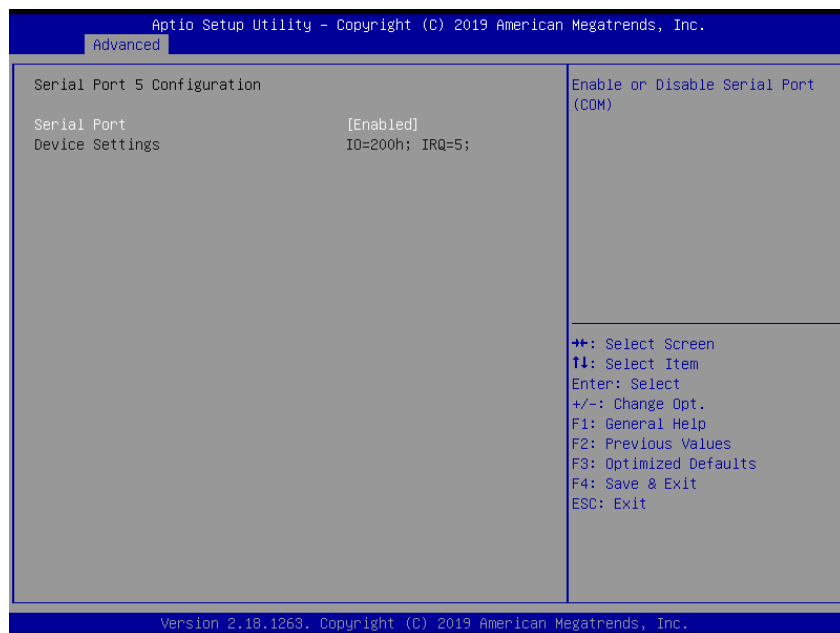 Aptio Setup Utility – Copyright (C) 2019 American Megatrends, Inc.
Advanced
Serial Port 5 Configuration
Serial Port [Enabled]
Device Settings IO=200h; IRQ=5;
Enable or Disable Serial Port
(COM)
→←: Select Screen
↑↓: Select Item
Enter: Select
+/-: Change Opt.
F1: General Help
F2: Previous Values
F3: Optimized Defaults
F4: Save & Exit
ESC: Exit
Version 2.18.1263. Copyright (C) 2019 American Megatrends, Inc.